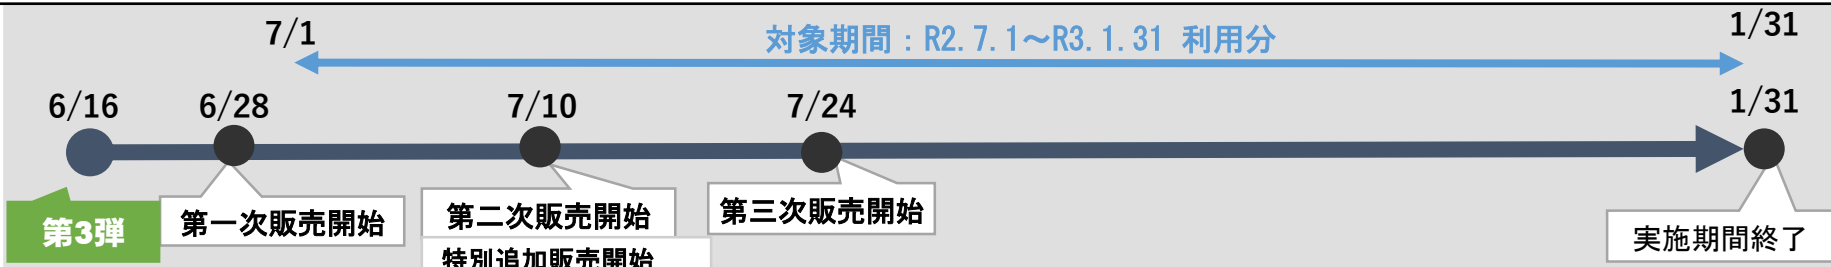 7/1
対象期間：R2.7.1～R3.1.31 利用分
1/31
6/16
6/28
7/10
7/24
1/31
第3弾
第一次販売開始
第二次販売開始
特別追加販売開始
第三次販売開始
実施期間終了